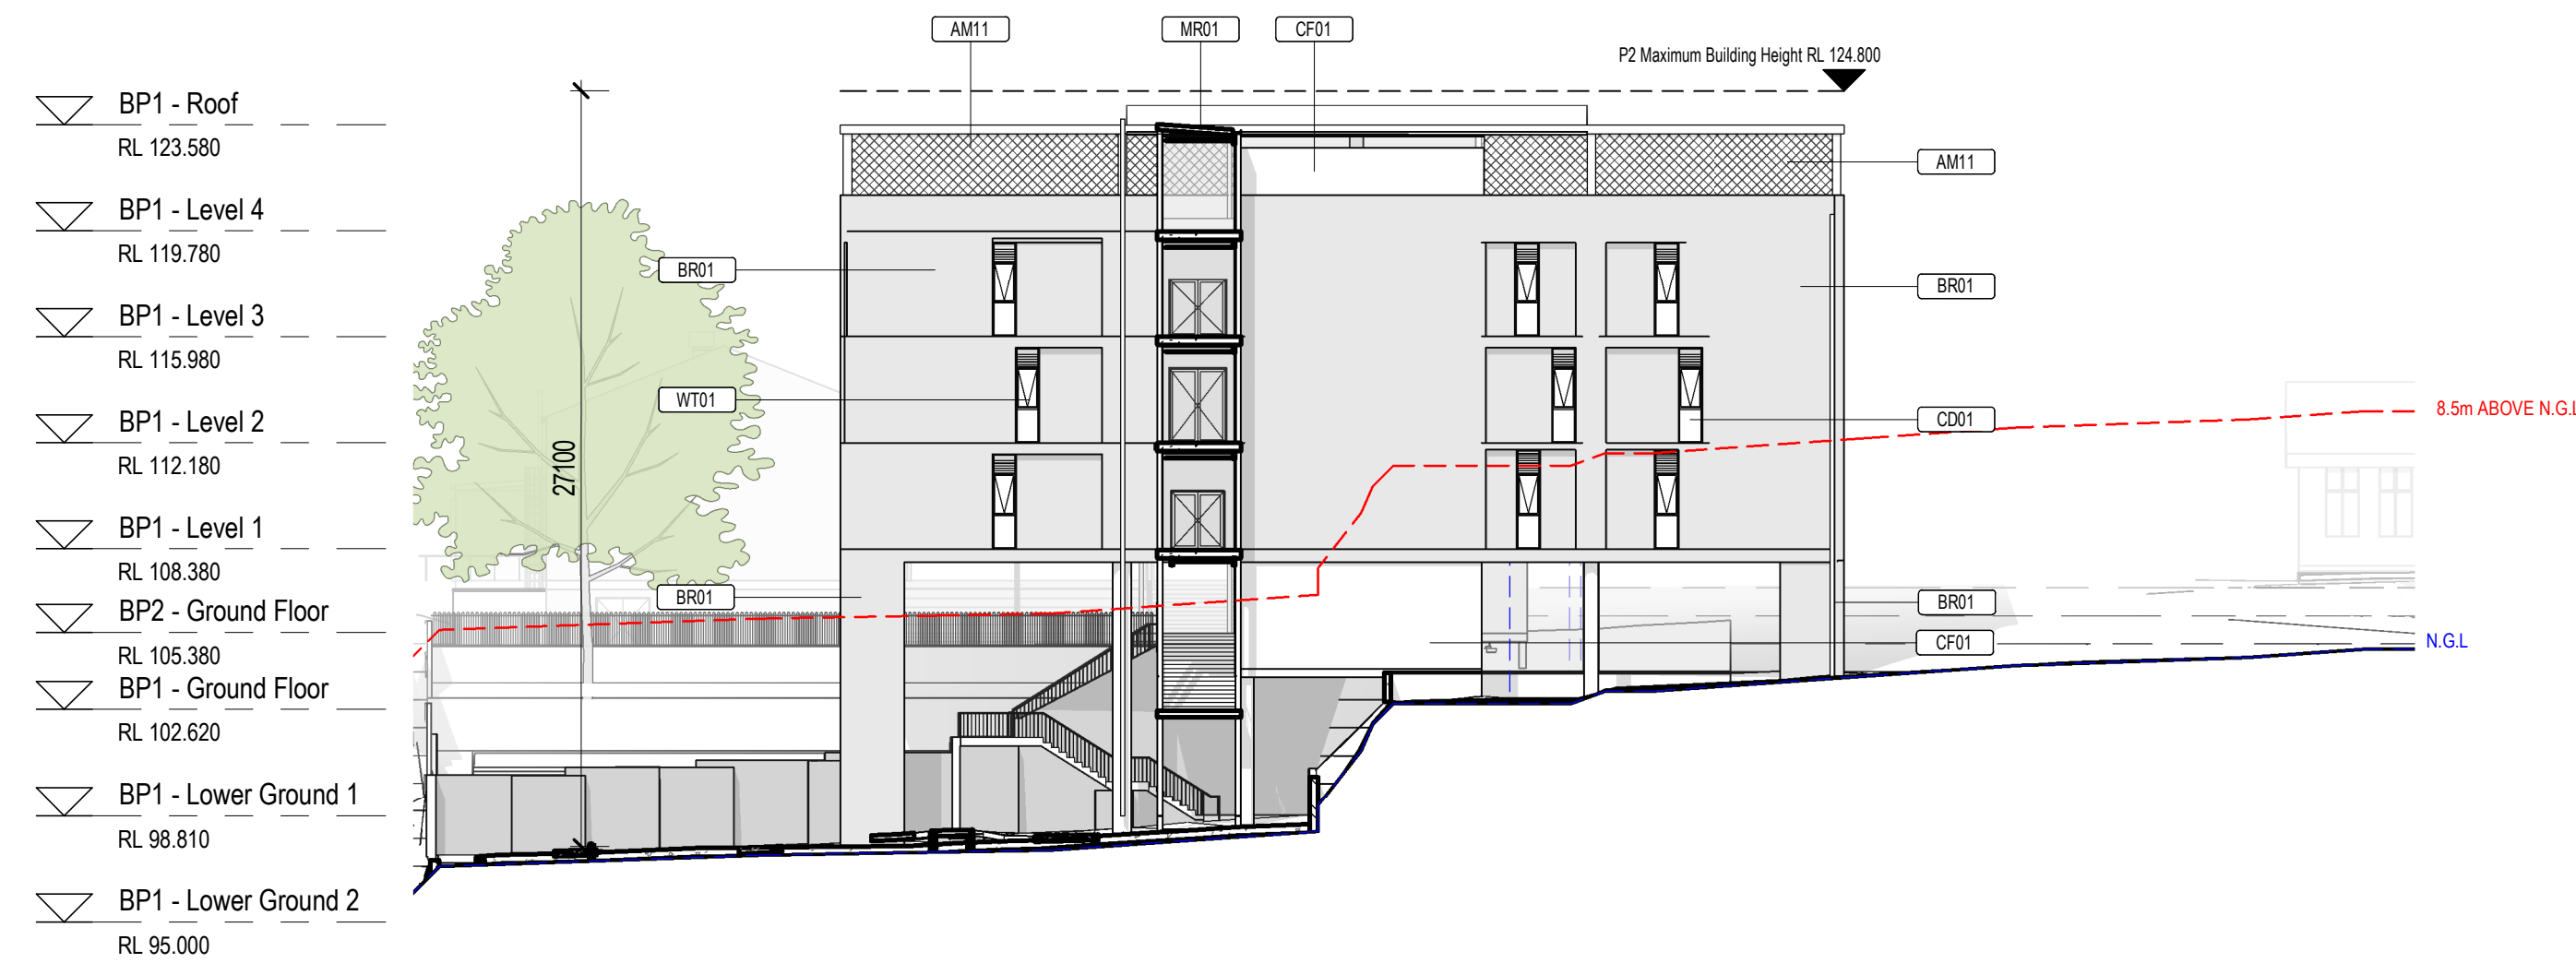 AM11
MR01
CF01
P2 Maximum Building Height RL 124.800
BP1 - Roof
RL 123.580
AM11
BP1 - Level 4
RL 119.780
BR01
BR01
BP1 - Level 3
RL 115.980
WT01
CD01
8.5m ABOVE N.G.L
BP1 - Level 2
RL 112.180
27100
BP1 - Level 1
RL 108.380
BR01
BR01
BP2 - Ground Floor
RL 105.380
CF01
N.G.L
BP1 - Ground Floor
RL 102.620
BP1 - Lower Ground 1
RL 98.810
BP1 - Lower Ground 2
RL 95.000